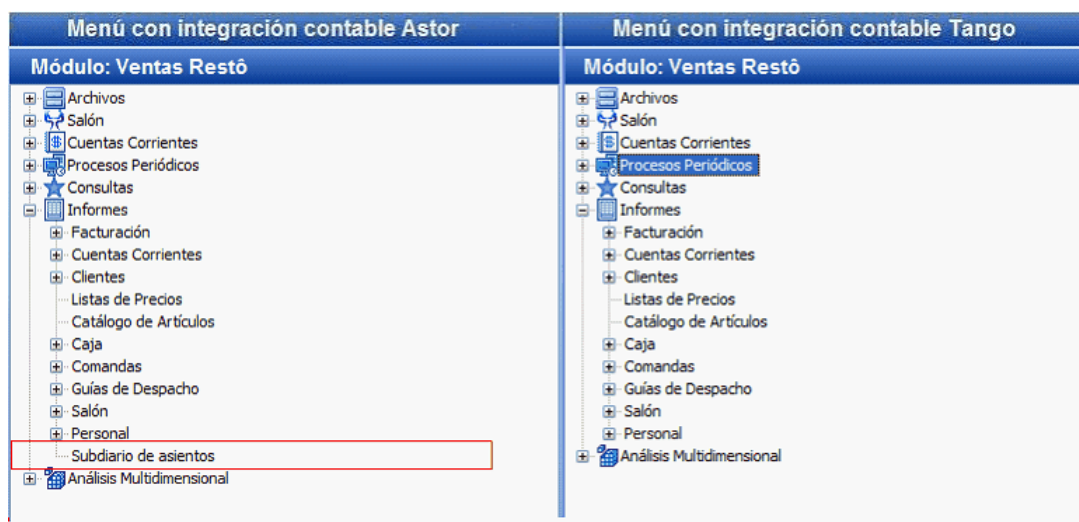 Menú con integración contable Astor
Módulo: Ventas Restô
Archivos
Salón
Cuentas Corrientes
Procesos Periódicos
Consultas
Informes
Facturación
Cuentas Corrientes
Clientes
Listas de Precios
Catálogo de Artículos
Caja
Comandas
Guías de Despacho
Salón
Personal
Subdiario de asientos
Análisis Multidimensional
Menú con integración contable Tango
Módulo: Ventas Restô
Archivos
Salón
Cuentas Corrientes
Procesos Periódicos
Consultas
Informes
Facturación
Cuentas Corrientes
Clientes
Listas de Precios
Catálogo de Artículos
Caja
Comandas
Guías de Despacho
Salón
Personal
Análisis Multidimensional